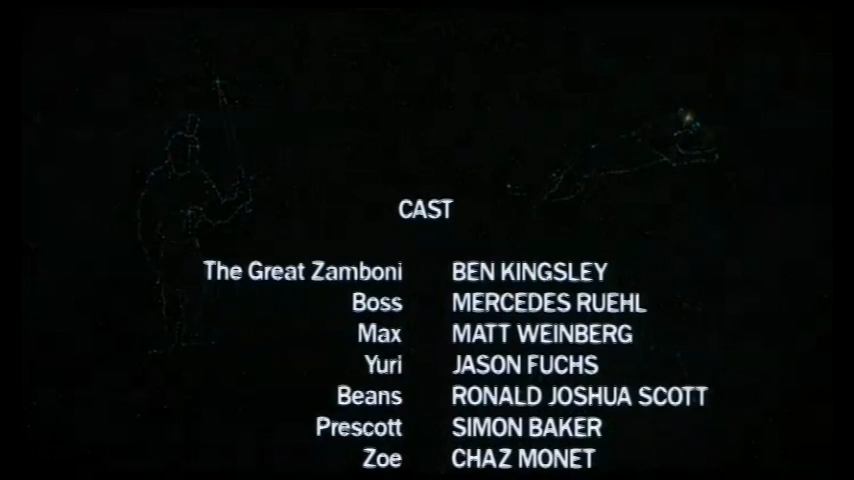 CAST
The Great Zamboni BEN KINGSLEY
Boss MERCEDES RUEHL
Max MATT WEINBERG
Yuri JASON FUCHS
Beans RONALD JOSHUA SCOTT
Prescott SIMON BAKER
Zoe CHAZ MONET